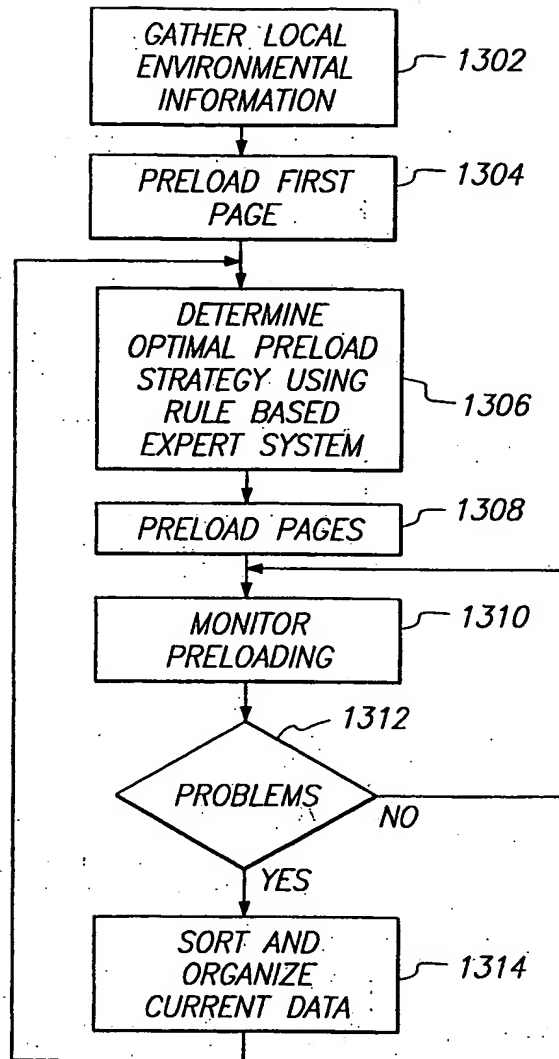 GATHER LOCAL
ENVIRONMENTAL
INFORMATION
1302
PRELOAD FIRST
PAGE
1304
DETERMINE
OPTIMAL PRELOAD
STRATEGY USING
RULE BASED
EXPERT SYSTEM
1306
PRELOAD PAGES
1308
MONITOR
PRELOADING
1310
1312
PROBLEMS
NO
YES
SORT AND
ORGANIZE
CURRENT DATA
1314